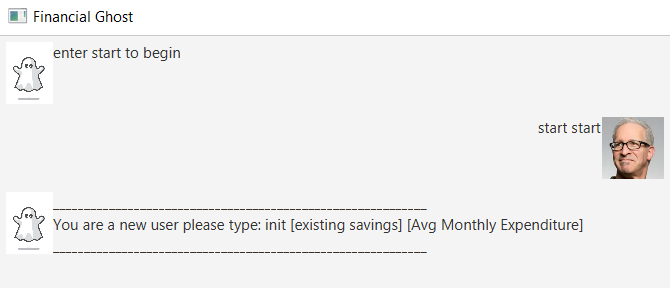 Financial Ghost
enter start to begin
start start
____________________________________________________________
You are a new user please type: init [existing savings] [Avg Monthly Expenditure]
____________________________________________________________